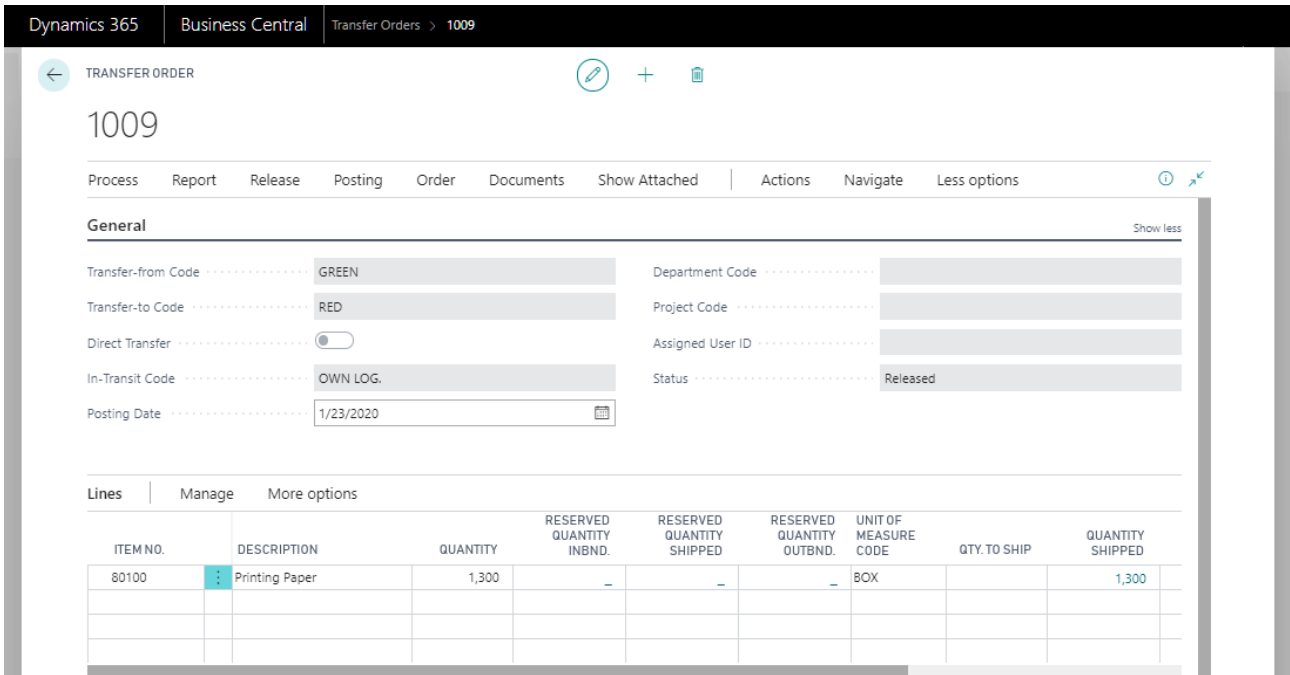 Dynamics 365 Business Central Transfer Orders > 1009
TRANSFER ORDER
1009
Process Report Release Posting Order Documents Show Attached Actions Navigate Less options
General Show less
Transfer-from Code GREEN Department Code
Transfer-to Code RED Project Code
Direct Transfer Assigned User ID
In-Transit Code OWN LOG. Status Released
Posting Date 1/23/2020
Lines Manage More options
ITEM NO. DESCRIPTION QUANTITY RESERVED QUANTITY INBND. RESERVED QUANTITY SHIPPED RESERVED QUANTITY OUTBND. UNIT OF MEASURE CODE QTY. TO SHIP QUANTITY SHIPPED
80100 Printing Paper 1,300 _ _ _ BOX 1,300